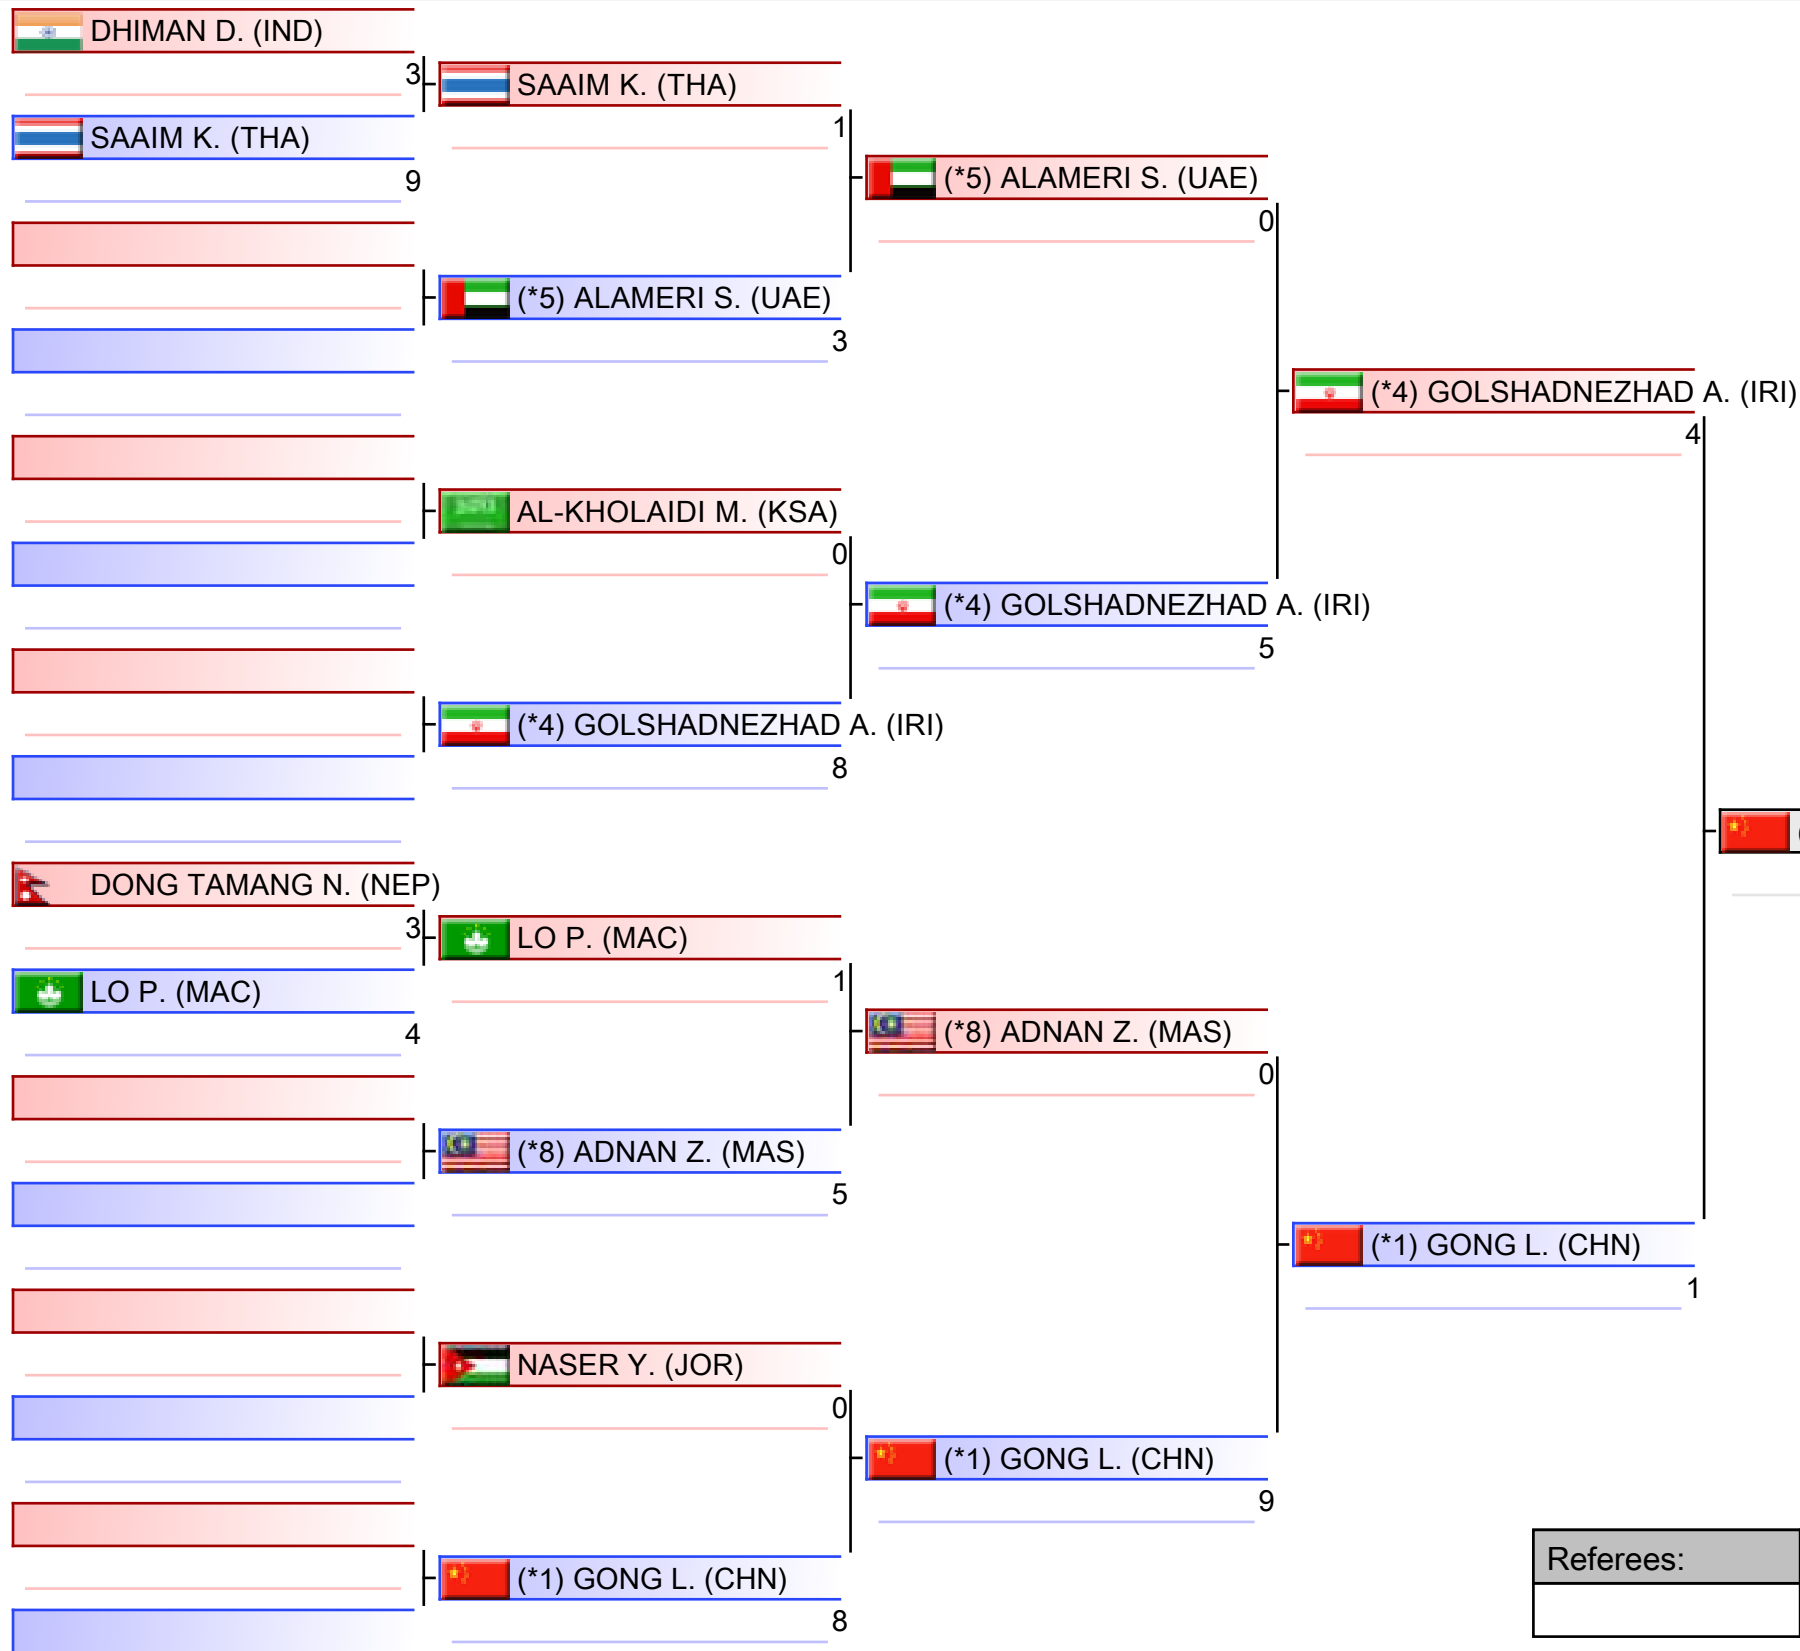 DHIMAN D. (IND)
3
SAAIM K. (THA)
9
SAAIM K. (THA)
1
(*5) ALAMERI S. (UAE)
3
AL-KHOLAIDI M. (KSA)
0
(*4) GOLSHADNEZHAD A. (IRI)
8
DONG TAMANG N. (NEP)
3
LO P. (MAC)
4
LO P. (MAC)
1
(*8) ADNAN Z. (MAS)
5
NASER Y. (JOR)
0
(*1) GONG L. (CHN)
8
(*5) ALAMERI S. (UAE)
0
(*4) GOLSHADNEZHAD A. (IRI)
5
(*8) ADNAN Z. (MAS)
0
(*1) GONG L. (CHN)
9
(*4) GOLSHADNEZHAD A. (IRI)
4
(*1) GONG L. (CHN)
1
Referees: